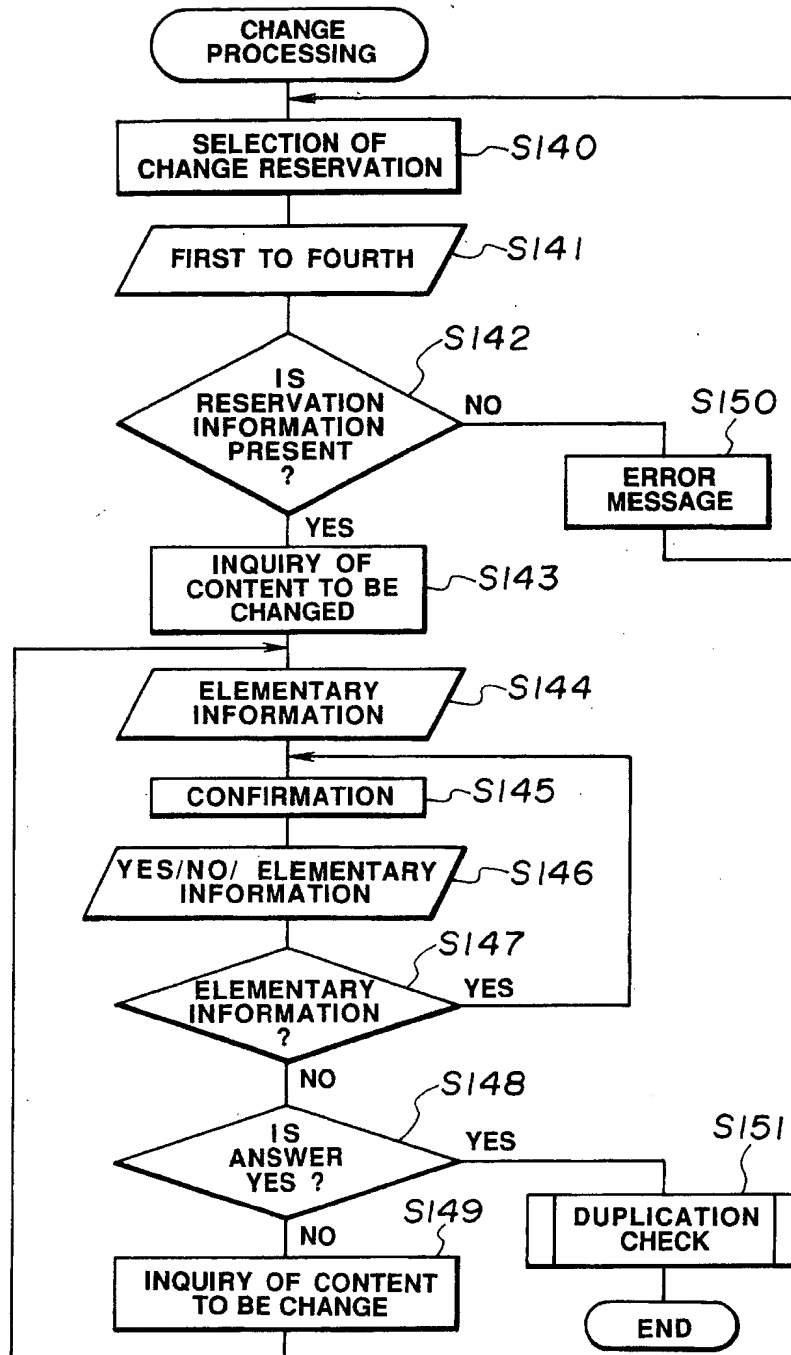 CHANGE
PROCESSING
SELECTION OF
CHANGE RESERVATION
S140
FIRST TO FOURTH
S141
IS
RESERVATION
INFORMATION
PRESENT
?
S142
NO
YES
S150
ERROR
MESSAGE
INQUIRY OF
CONTENT TO BE
CHANGED
S143
ELEMENTARY
INFORMATION
S144
CONFIRMATION
S145
YES/NO/ ELEMENTARY
INFORMATION
S146
ELEMENTARY
INFORMATION
?
S147
YES
NO
IS
ANSWER
YES ?
S148
YES
NO
S151
DUPLICATION
CHECK
S149
INQUIRY OF CONTENT
TO BE CHANGE
END